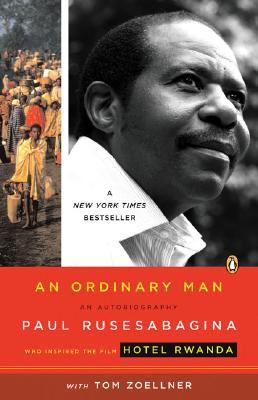 A
NEW YORK TIMES
BESTSELLER
AN ORDINARY MAN
AN AUTOBIOGRAPHY
PAUL RUSESABAGINA
WHO INSPIRED THE FILM HOTEL RWANDA
WITH TOM ZOELLNER